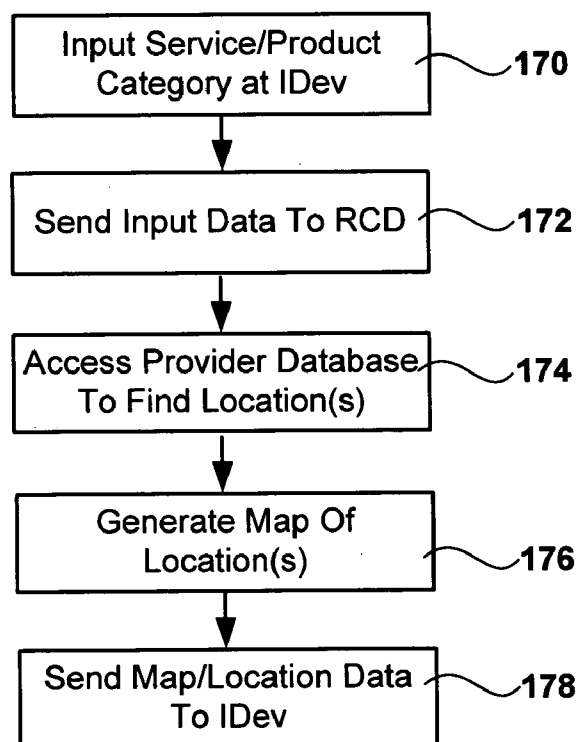 Input Service/Product
Category at IDev
170
Send Input Data To RCD
172
Access Provider Database
To Find Location(s)
174
Generate Map Of
Location(s)
176
Send Map/Location Data
To IDev
178